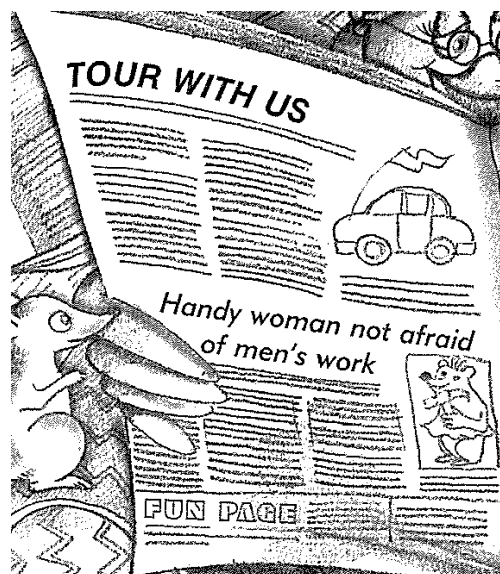 TOUR WITH US
Handy woman not afraid
of men's work
FUN PAGE